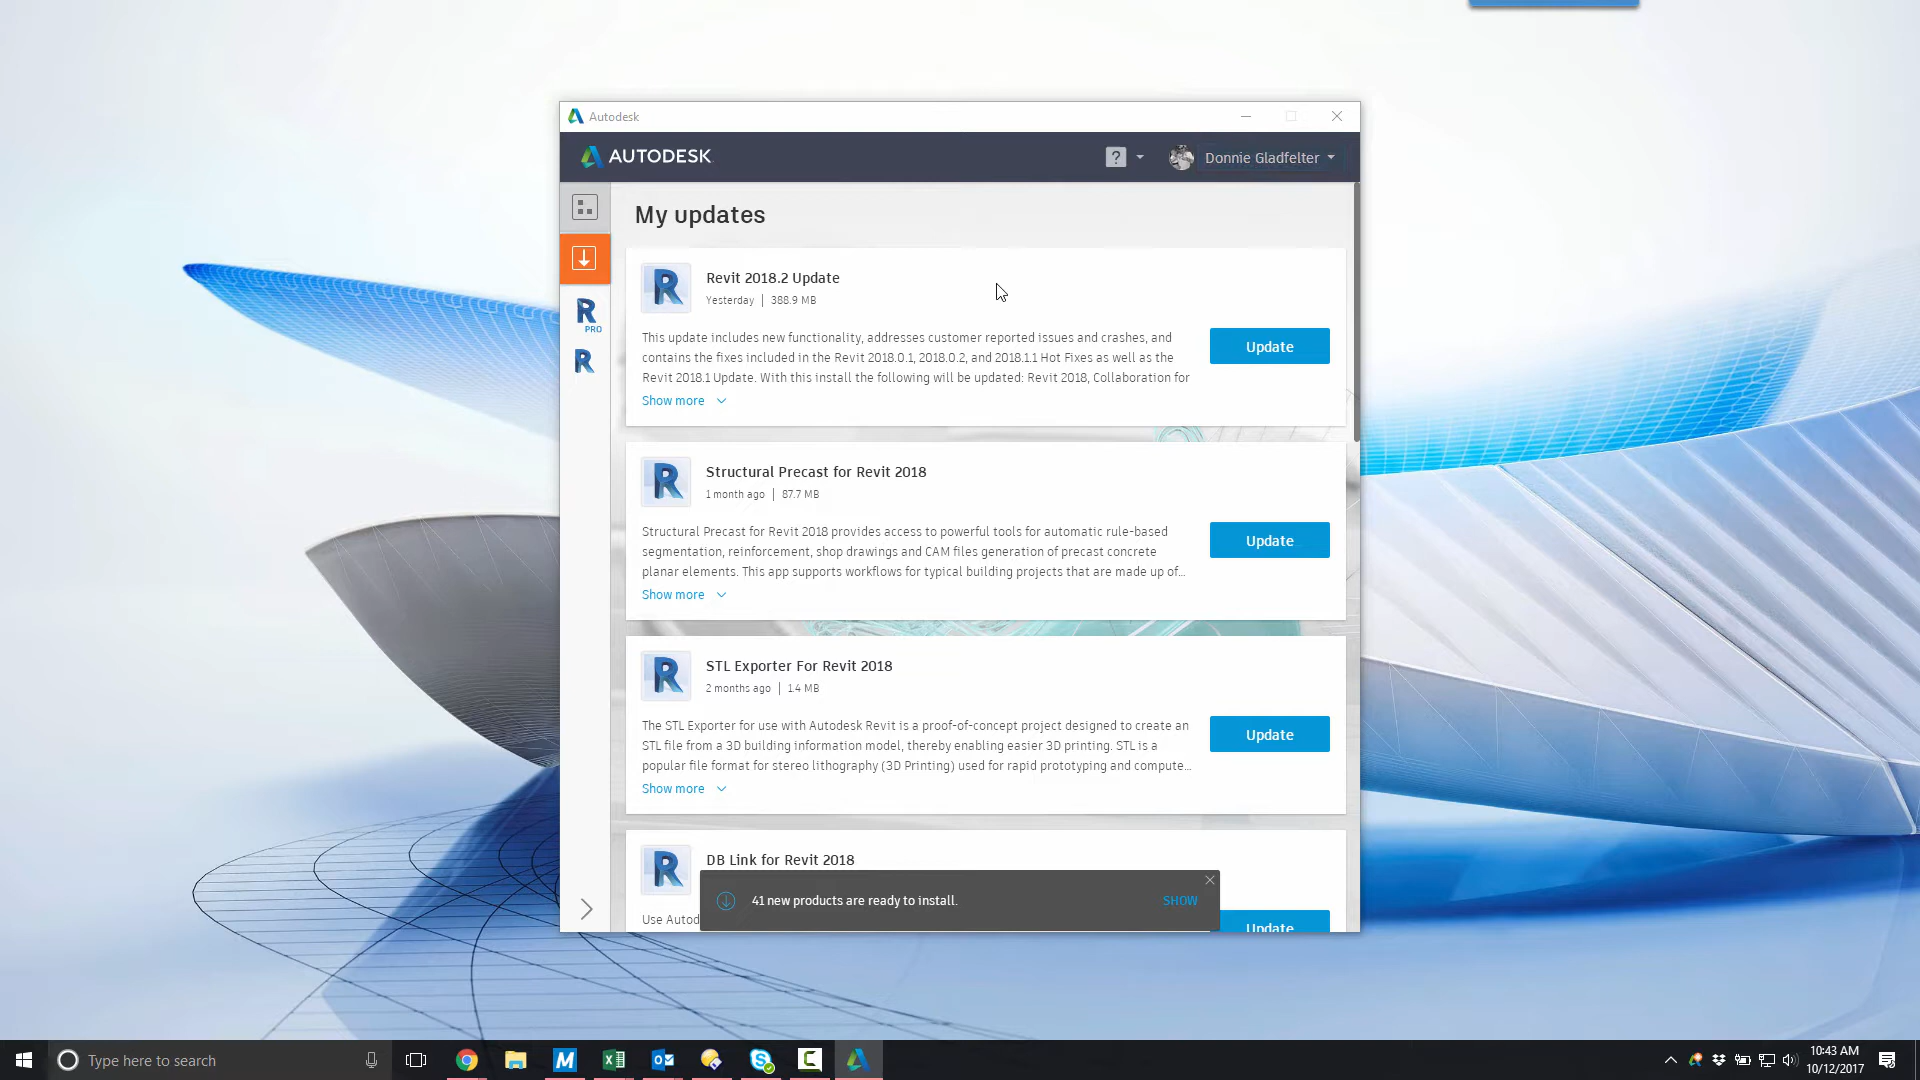 Autodesk
AUTODESK
?
Donnie Gladfelter
My updates
Revit 2018.2 Update
Yesterday | 388.9 MB
This update includes new functionality, addresses customer reported issues and crashes, and
contains the fixes included in the Revit 2018.0.1, 2018.0.2, and 2018.1.1 Hot Fixes as well as the
Revit 2018.1 Update. With this install the following will be updated: Revit 2018, Collaboration for
Update
Show more
R
PRO
R
Structural Precast for Revit 2018
1 month ago | 87.7 MB
Structural Precast for Revit 2018 provides access to powerful tools for automatic rule-based
segmentation, reinforcement, shop drawings and CAM files generation of precast concrete
planar elements. This app supports workflows for typical building projects that are made up of...
Update
Show more
STL Exporter For Revit 2018
2 months ago | 1.4 MB
The STL Exporter for use with Autodesk Revit is a proof-of-concept project designed to create an
STL file from a 3D building information model, thereby enabling easier 3D printing. STL is a
popular file format for stereo lithography (3D Printing) used for rapid prototyping and compute...
Update
Show more
DB Link for Revit 2018
41 new products are ready to install.
SHOW
Use Autod
Update
Type here to search
10:43 AM
10/12/2017